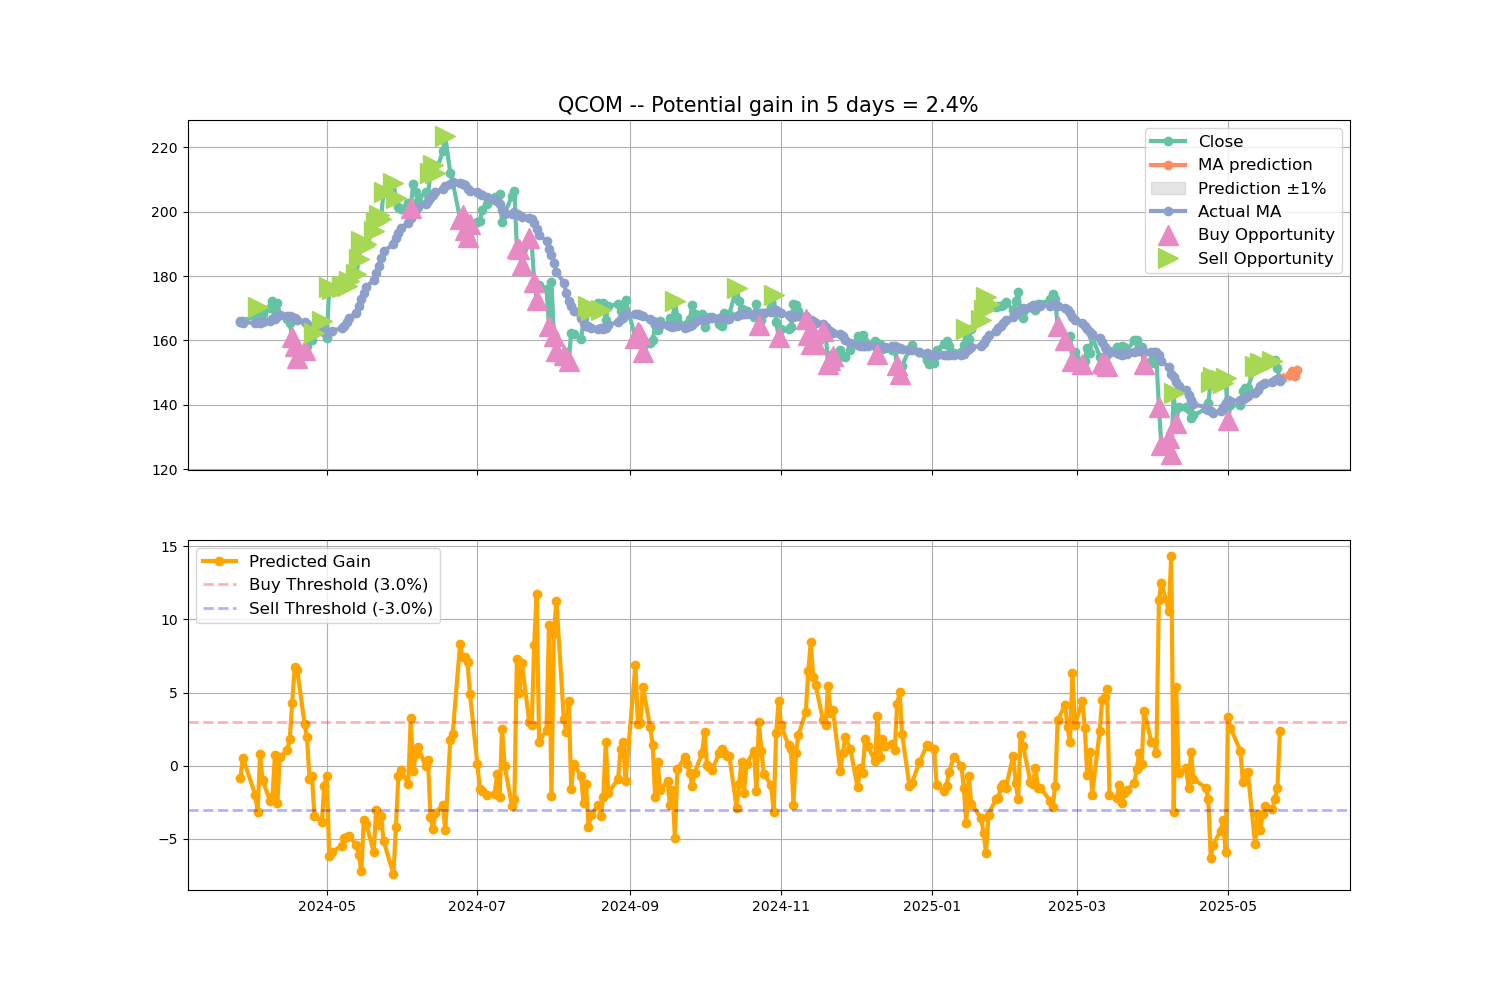 QCOM -- Potential gain in 5 days = 2.4%
220
200
180
160
140
120
Close
MA prediction
Prediction ±1%
Actual MA
Buy Opportunity
Sell Opportunity
15
10
5
0
−5
Predicted Gain
Buy Threshold (3.0%)
Sell Threshold (-3.0%)
2024-05 2024-07 2024-09 2024-11 2025-01 2025-03 2025-05